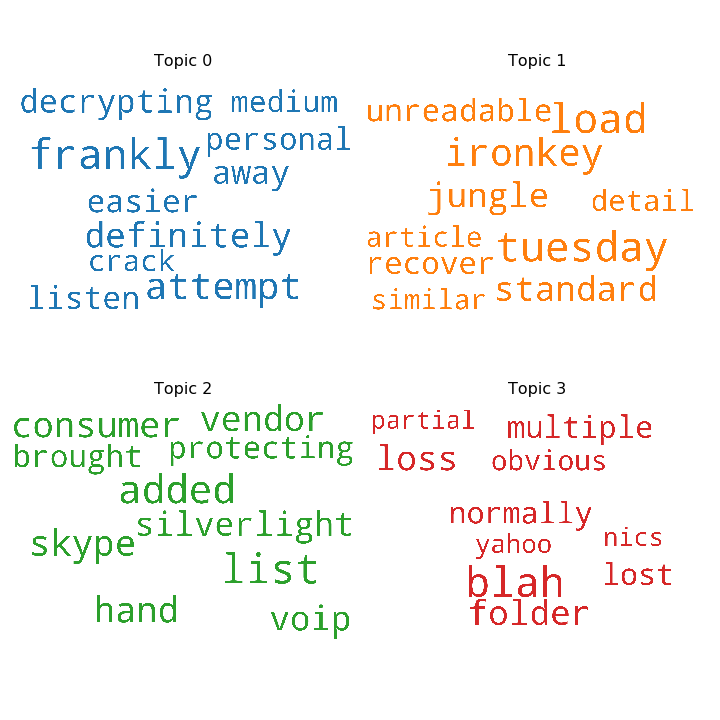 Topic 0
decrypting medium
frankly personal
away
easier
definitely
crack
listen attempt
Topic 1
unreadable load
ironkey
jungle detail
article tuesday
recover
similar standard
Topic 2
consumer vendor
brought protecting
added
silverlight
skype
list
hand voip
Topic 3
partial multiple
loss obvious
normally
yahoo nics
blah lost
folder